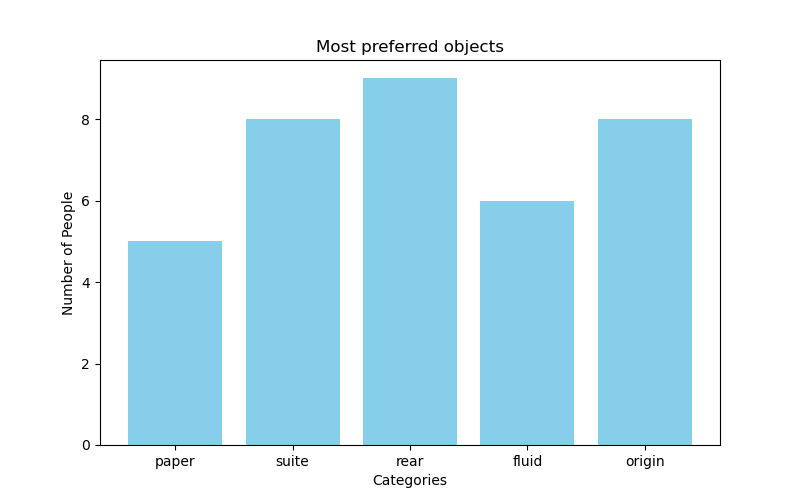 Most preferred objects
Number of People
8
6
4
2
0
paper suite rear fluid origin
Categories